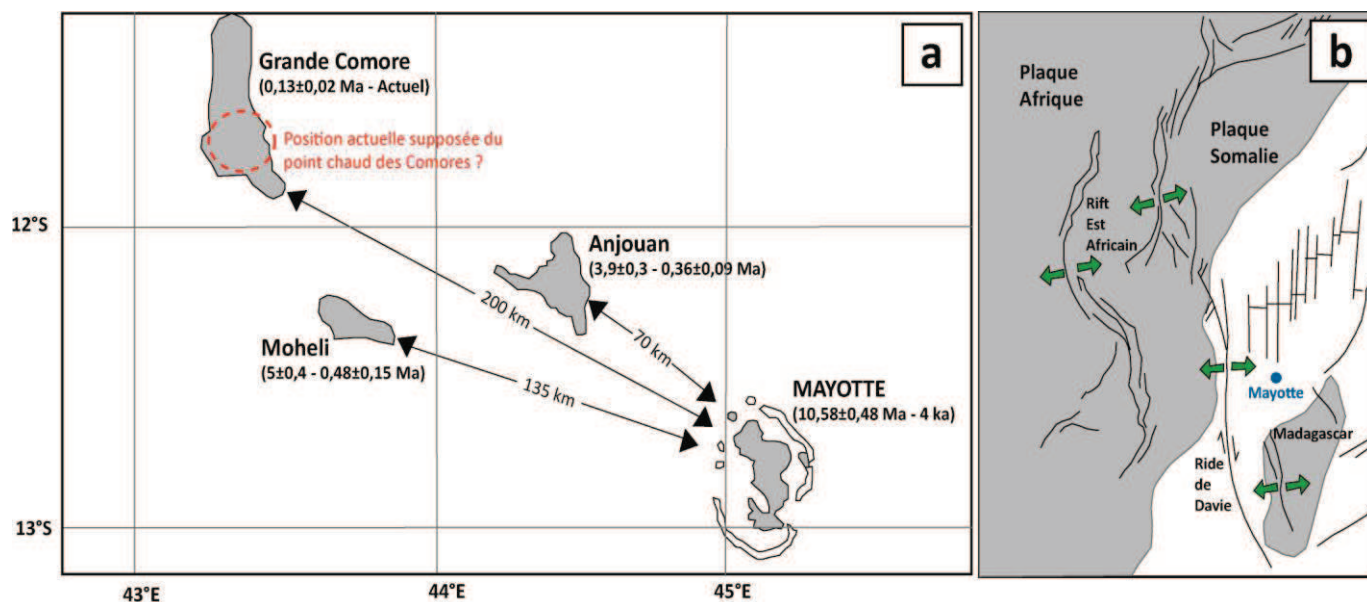 a
Grande Comore
(0,13±0,02 Ma - Actuel)
Position actuelle supposée du
point chaud des Comores ?
12°S
Anjouan
(3,9±0,3 - 0,36±0,09 Ma)
200 km
70 km
Moheli
(5±0,4 - 0,48±0,15 Ma)
135 km
MAYOTTE
(10,58±0,48 Ma - 4 ka)
13°S
43°E
44°E
45°E
b
Plaque
Afrique
Plaque
Somalie
Rift
Est
Africain
Mayotte
Madagascar
Ride
de
Davie